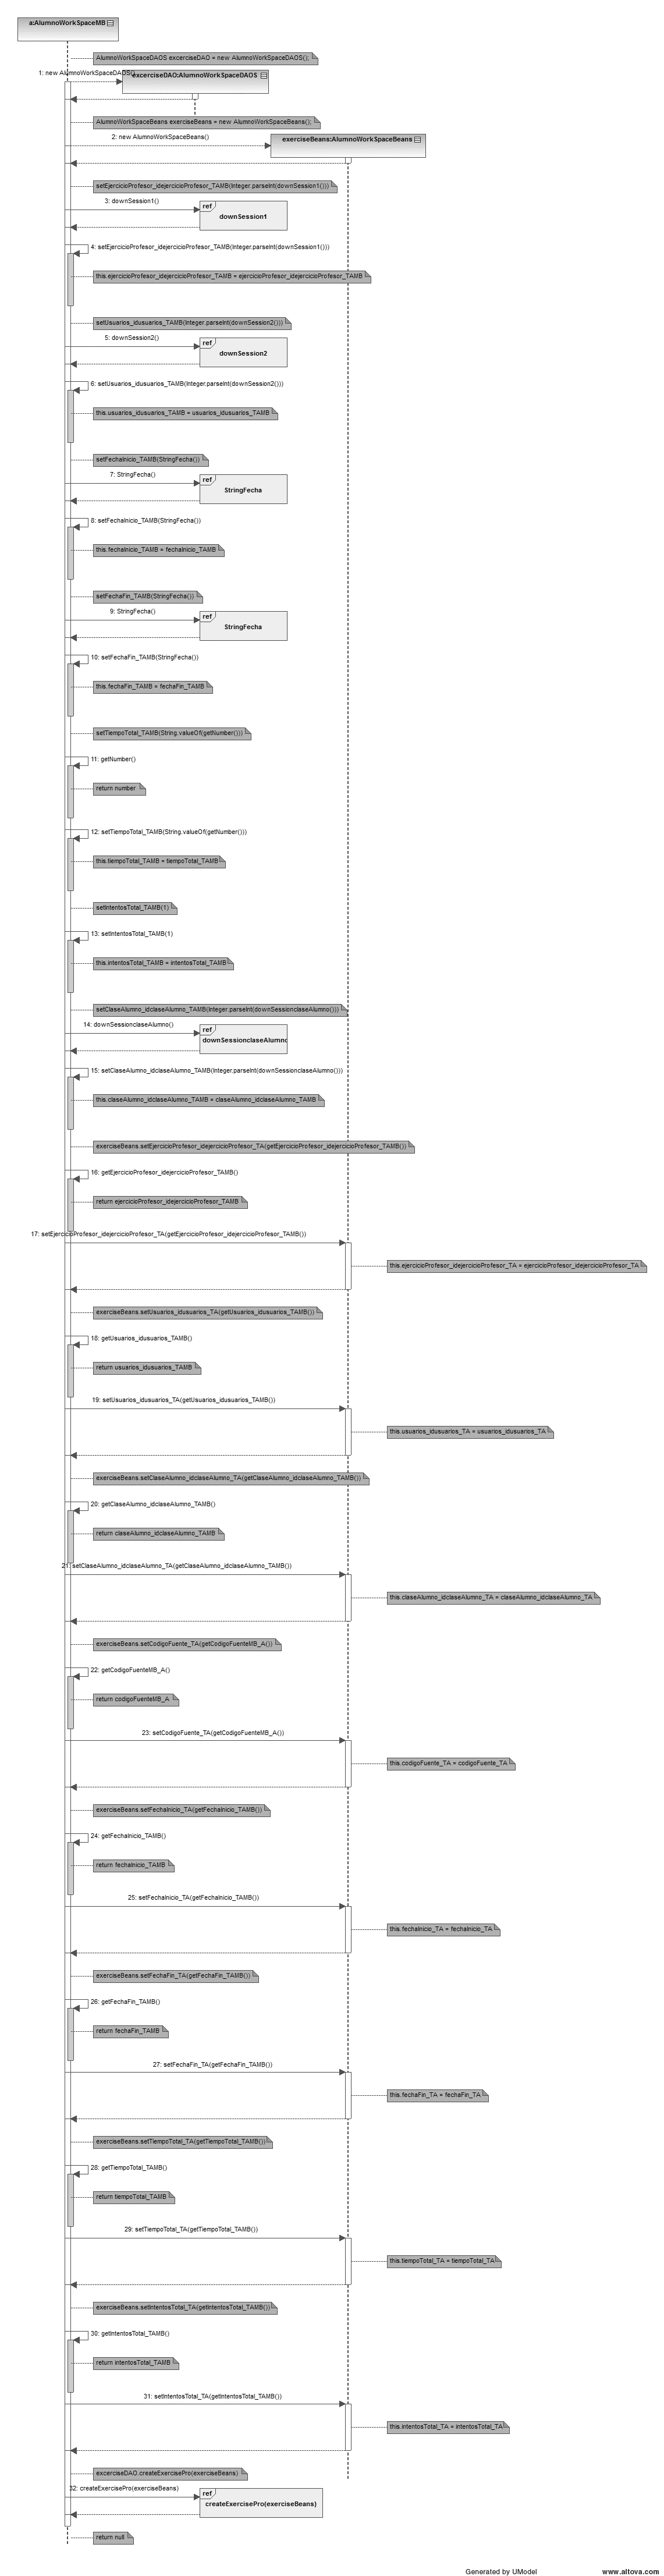 a:AlumnoWorkSpaceMB
AlumnoWorkSpaceDAOS excerciseDAO = new AlumnoWorkSpaceDAOS();
1: new AlumnoWorkSpaceDAOS()
excerciseDAO:AlumnoWorkSpaceDAOS
AlumnoWorkSpaceBeans exerciseBeans = new AlumnoWorkSpaceBeans();
2: new AlumnoWorkSpaceBeans()
exerciseBeans:AlumnoWorkSpaceBeans
setEjercicioProfesor_idejercicioProfesor_TAMB(Integer.parseInt(downSession1()))
3: downSession1()
ref
downSession1
4: setEjercicioProfesor_idejercicioProfesor_TAMB(Integer.parseInt(downSession1()))
this.ejercicioProfesor_idejercicioProfesor_TAMB = ejercicioProfesor_idejercicioProfesor_TAMB
setUsuarios_idusuarios_TAMB(Integer.parseInt(downSession2()))
5: downSession2()
ref
downSession2
6: setUsuarios_idusuarios_TAMB(Integer.parseInt(downSession2()))
this.usuarios_idusuarios_TAMB = usuarios_idusuarios_TAMB
setFechaInicio_TAMB(StringFecha())
7: StringFecha()
ref
StringFecha
8: setFechaInicio_TAMB(StringFecha())
this.fechaInicio_TAMB = fechaInicio_TAMB
setFechaFin_TAMB(StringFecha())
9: StringFecha()
ref
StringFecha
10: setFechaFin_TAMB(StringFecha())
this.fechaFin_TAMB = fechaFin_TAMB
setTiempoTotal_TAMB(String.valueOf(getNumber()))
11: getNumber()
return number
12: setTiempoTotal_TAMB(String.valueOf(getNumber()))
this.tiempoTotal_TAMB = tiempoTotal_TAMB
setIntentosTotal_TAMB(1)
13: setIntentosTotal_TAMB(1)
this.intentosTotal_TAMB = intentosTotal_TAMB
setClaseAlumno_idclaseAlumno_TAMB(Integer.parseInt(downSessionclaseAlumno()))
14: downSessionclaseAlumno()
ref
downSessionclaseAlumno
15: setClaseAlumno_idclaseAlumno_TAMB(Integer.parseInt(downSessionclaseAlumno()))
this.claseAlumno_idclaseAlumno_TAMB = claseAlumno_idclaseAlumno_TAMB
exerciseBeans.setEjercicioProfesor_idejercicioProfesor_TA(getEjercicioProfesor_idejercicioProfesor_TAMB())
16: getEjercicioProfesor_idejercicioProfesor_TAMB()
return ejercicioProfesor_idejercicioProfesor_TAMB
17: setEjercicioProfesor_idejercicioProfesor_TA(getEjercicioProfesor_idejercicioProfesor_TAMB())
this.ejercicioProfesor_idejercicioProfesor_TA = ejercicioProfesor_idejercicioProfesor_TA
exerciseBeans.setUsuarios_idusuarios_TA(getUsuarios_idusuarios_TAMB())
18: getUsuarios_idusuarios_TAMB()
return usuarios_idusuarios_TAMB
19: setUsuarios_idusuarios_TA(getUsuarios_idusuarios_TAMB())
this.usuarios_idusuarios_TA = usuarios_idusuarios_TA
exerciseBeans.setClaseAlumno_idclaseAlumno_TA(getClaseAlumno_idclaseAlumno_TAMB())
20: getClaseAlumno_idclaseAlumno_TAMB()
return claseAlumno_idclaseAlumno_TAMB
21: setClaseAlumno_idclaseAlumno_TA(getClaseAlumno_idclaseAlumno_TAMB())
this.claseAlumno_idclaseAlumno_TA = claseAlumno_idclaseAlumno_TA
exerciseBeans.setCodigoFuente_TA(getCodigoFuenteMB_A())
22: getCodigoFuenteMB_A()
return codigoFuenteMB_A
23: setCodigoFuente_TA(getCodigoFuenteMB_A())
this.codigoFuente_TA = codigoFuente_TA
exerciseBeans.setFechaInicio_TA(getFechaInicio_TAMB())
24: getFechaInicio_TAMB()
return fechaInicio_TAMB
25: setFechaInicio_TA(getFechaInicio_TAMB())
this.fechaInicio_TA = fechaInicio_TA
exerciseBeans.setFechaFin_TA(getFechaFin_TAMB())
26: getFechaFin_TAMB()
return fechaFin_TAMB
27: setFechaFin_TA(getFechaFin_TAMB())
this.fechaFin_TA = fechaFin_TA
exerciseBeans.setTiempoTotal_TA(getTiempoTotal_TAMB())
28: getTiempoTotal_TAMB()
return tiempoTotal_TAMB
29: setTiempoTotal_TA(getTiempoTotal_TAMB())
this.tiempoTotal_TA = tiempoTotal_TA
exerciseBeans.setIntentosTotal_TA(getIntentosTotal_TAMB())
30: getIntentosTotal_TAMB()
return intentosTotal_TAMB
31: setIntentosTotal_TA(getIntentosTotal_TAMB())
this.intentosTotal_TA = intentosTotal_TA
excerciseDAO.createExercisePro(exerciseBeans)
32: createExercisePro(exerciseBeans)
ref
createExercisePro(exerciseBeans)
return null
Generated by UModel
www.altova.com